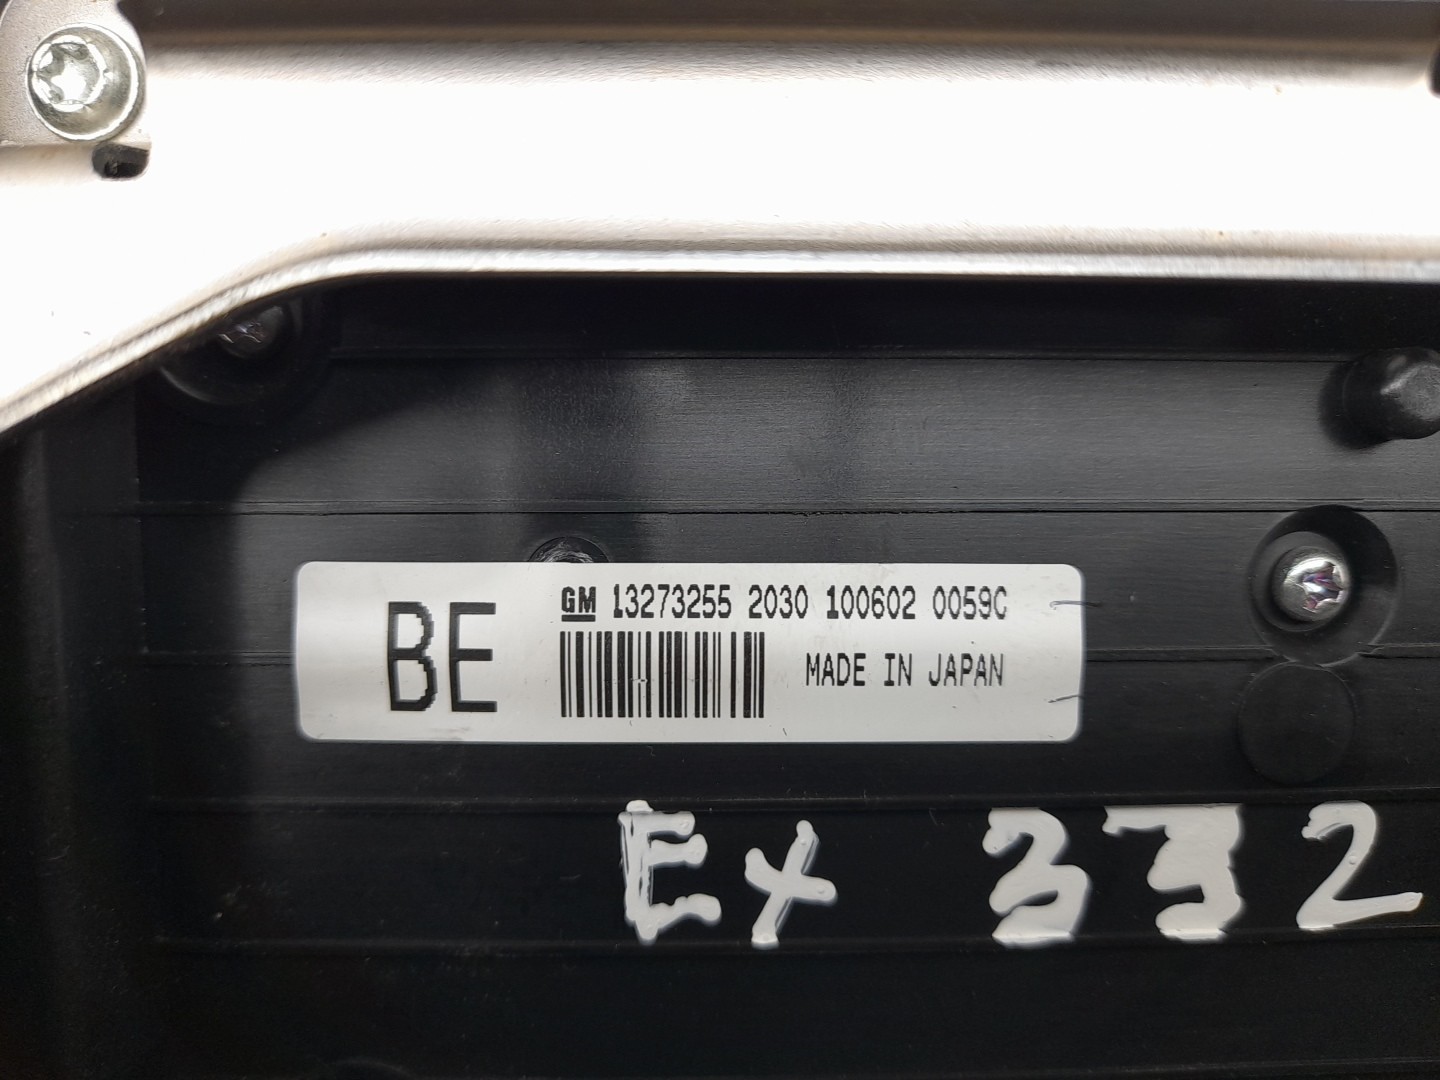 BE
GM 13273255 2030 100602 0059C
MADE IN JAPAN
Ex 332